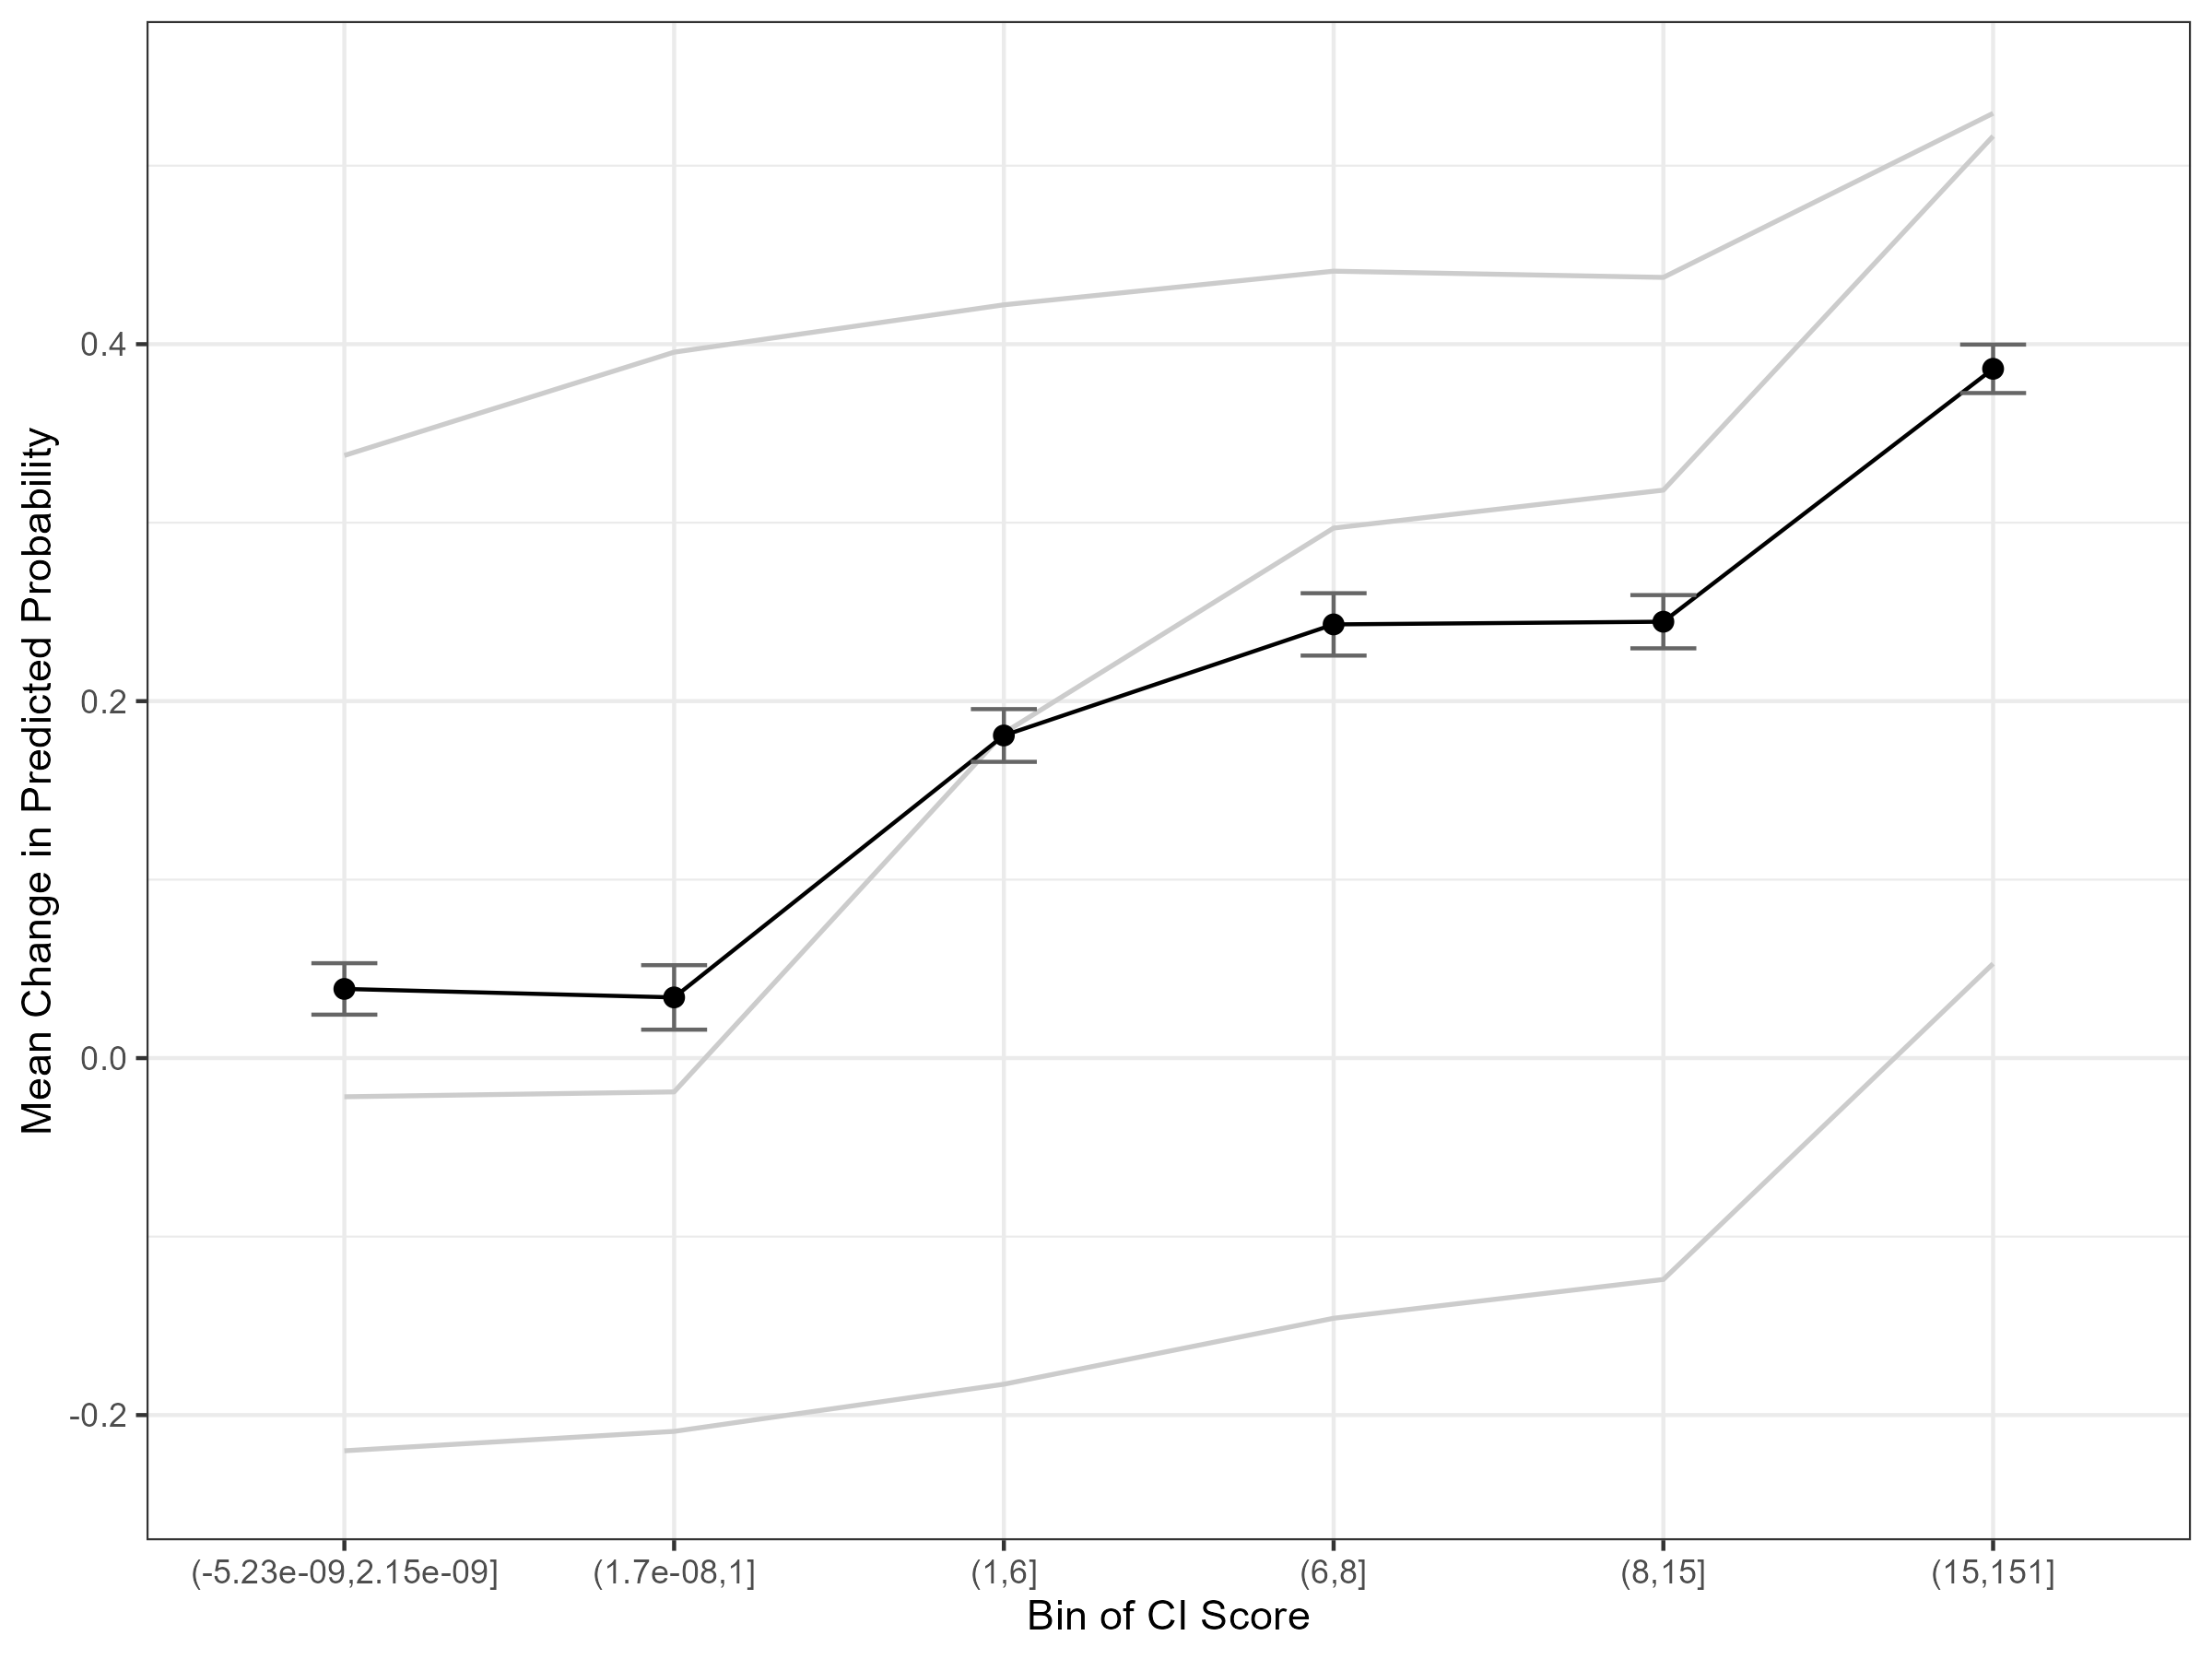 Mean Change in Predicted Probability
0.4
0.2
0.0
-0.2
(-5.23e-09,2.15e-09]
(1.7e-08,1]
(1,6]
(6,8]
(8,15]
(15,151]
Bin of CI Score